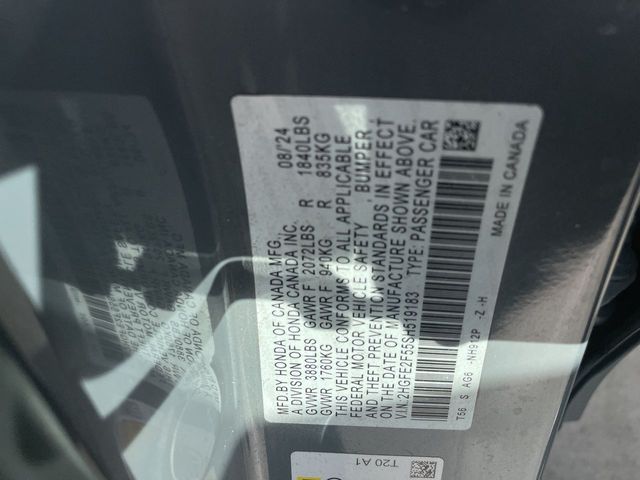 MFD.BY HONDA OF CANADA MFG. 08/24
A DIVISION OF HONDA CANADA INC.
GVWR 3880LBS GAWR F 2072LBS R 1840LBS
GVWR 1760KG GAWR F 940KG R 835KG
THIS VEHICLE CONFORMS TO ALL APPLICABLE
FEDERAL MOTOR VEHICLE SAFETY , BUMPER ,
AND THEFT PREVENTION STANDARDS IN EFFECT
ON THE DATE OF MANUFACTURE SHOWN ABOVE.
V.I.N.:2HGFE2F55SH519183 TYPE: PASSENGER CAR
T56 S AG6 -NH912P -Z -H
MADE IN CANADA
T20 A1